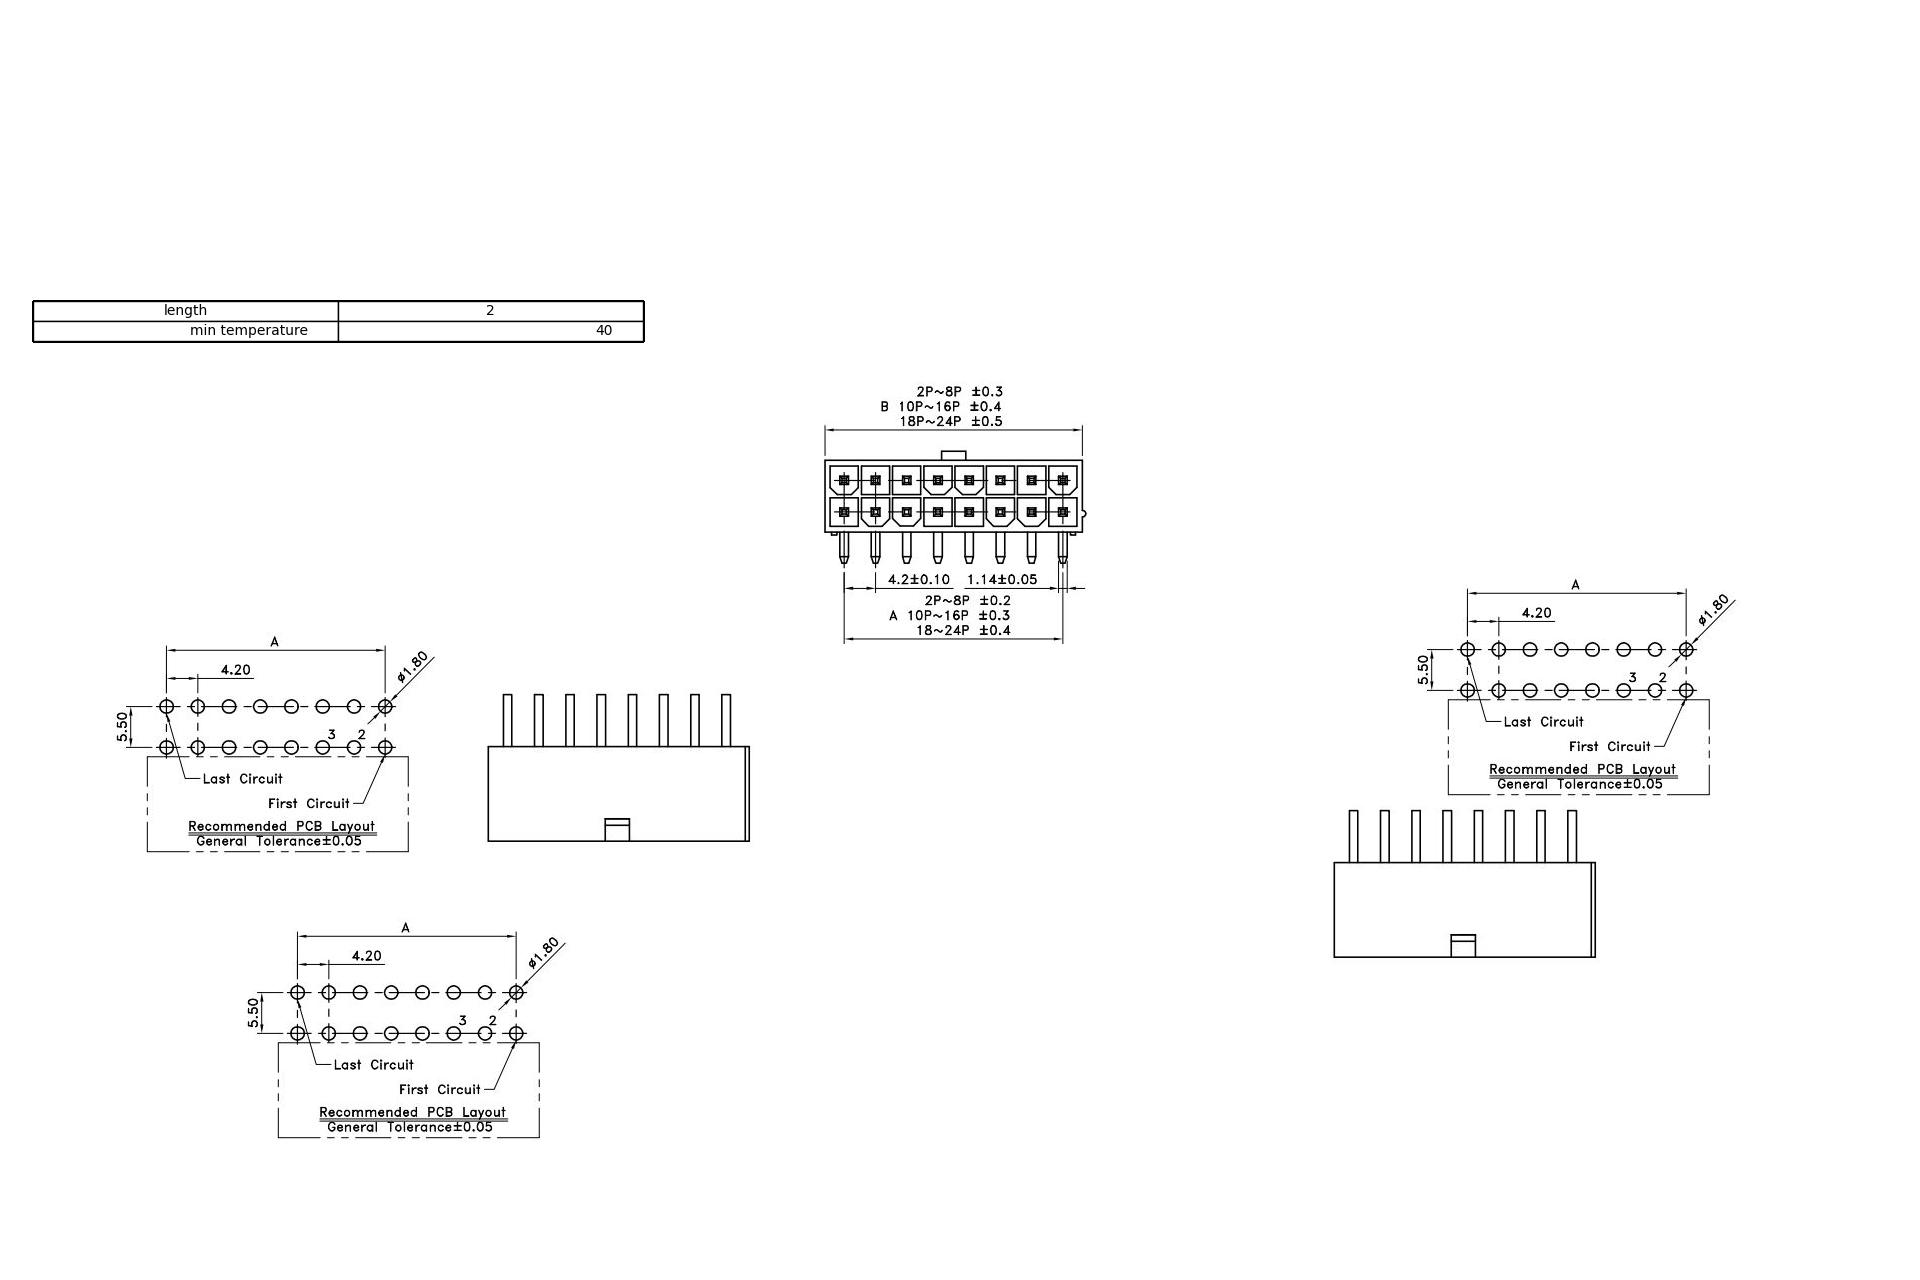 length 2
min temperature 40
2P~8P ±0.3
B 10P~16P ±0.4
18P~24P ±0.5
4.2±0.10 1.14±0.05
2P~8P ±0.2
A 10P~16P ±0.3
18~24P ±0.4
A
4.20
ø1.80
5.50
3 2
Last Circuit
First Circuit
Recommended PCB Layout
General Tolerance±0.05
A
4.20
ø1.80
5.50
3 2
Last Circuit
First Circuit
Recommended PCB Layout
General Tolerance±0.05
A
4.20
ø1.80
5.50
3 2
Last Circuit
First Circuit
Recommended PCB Layout
General Tolerance±0.05